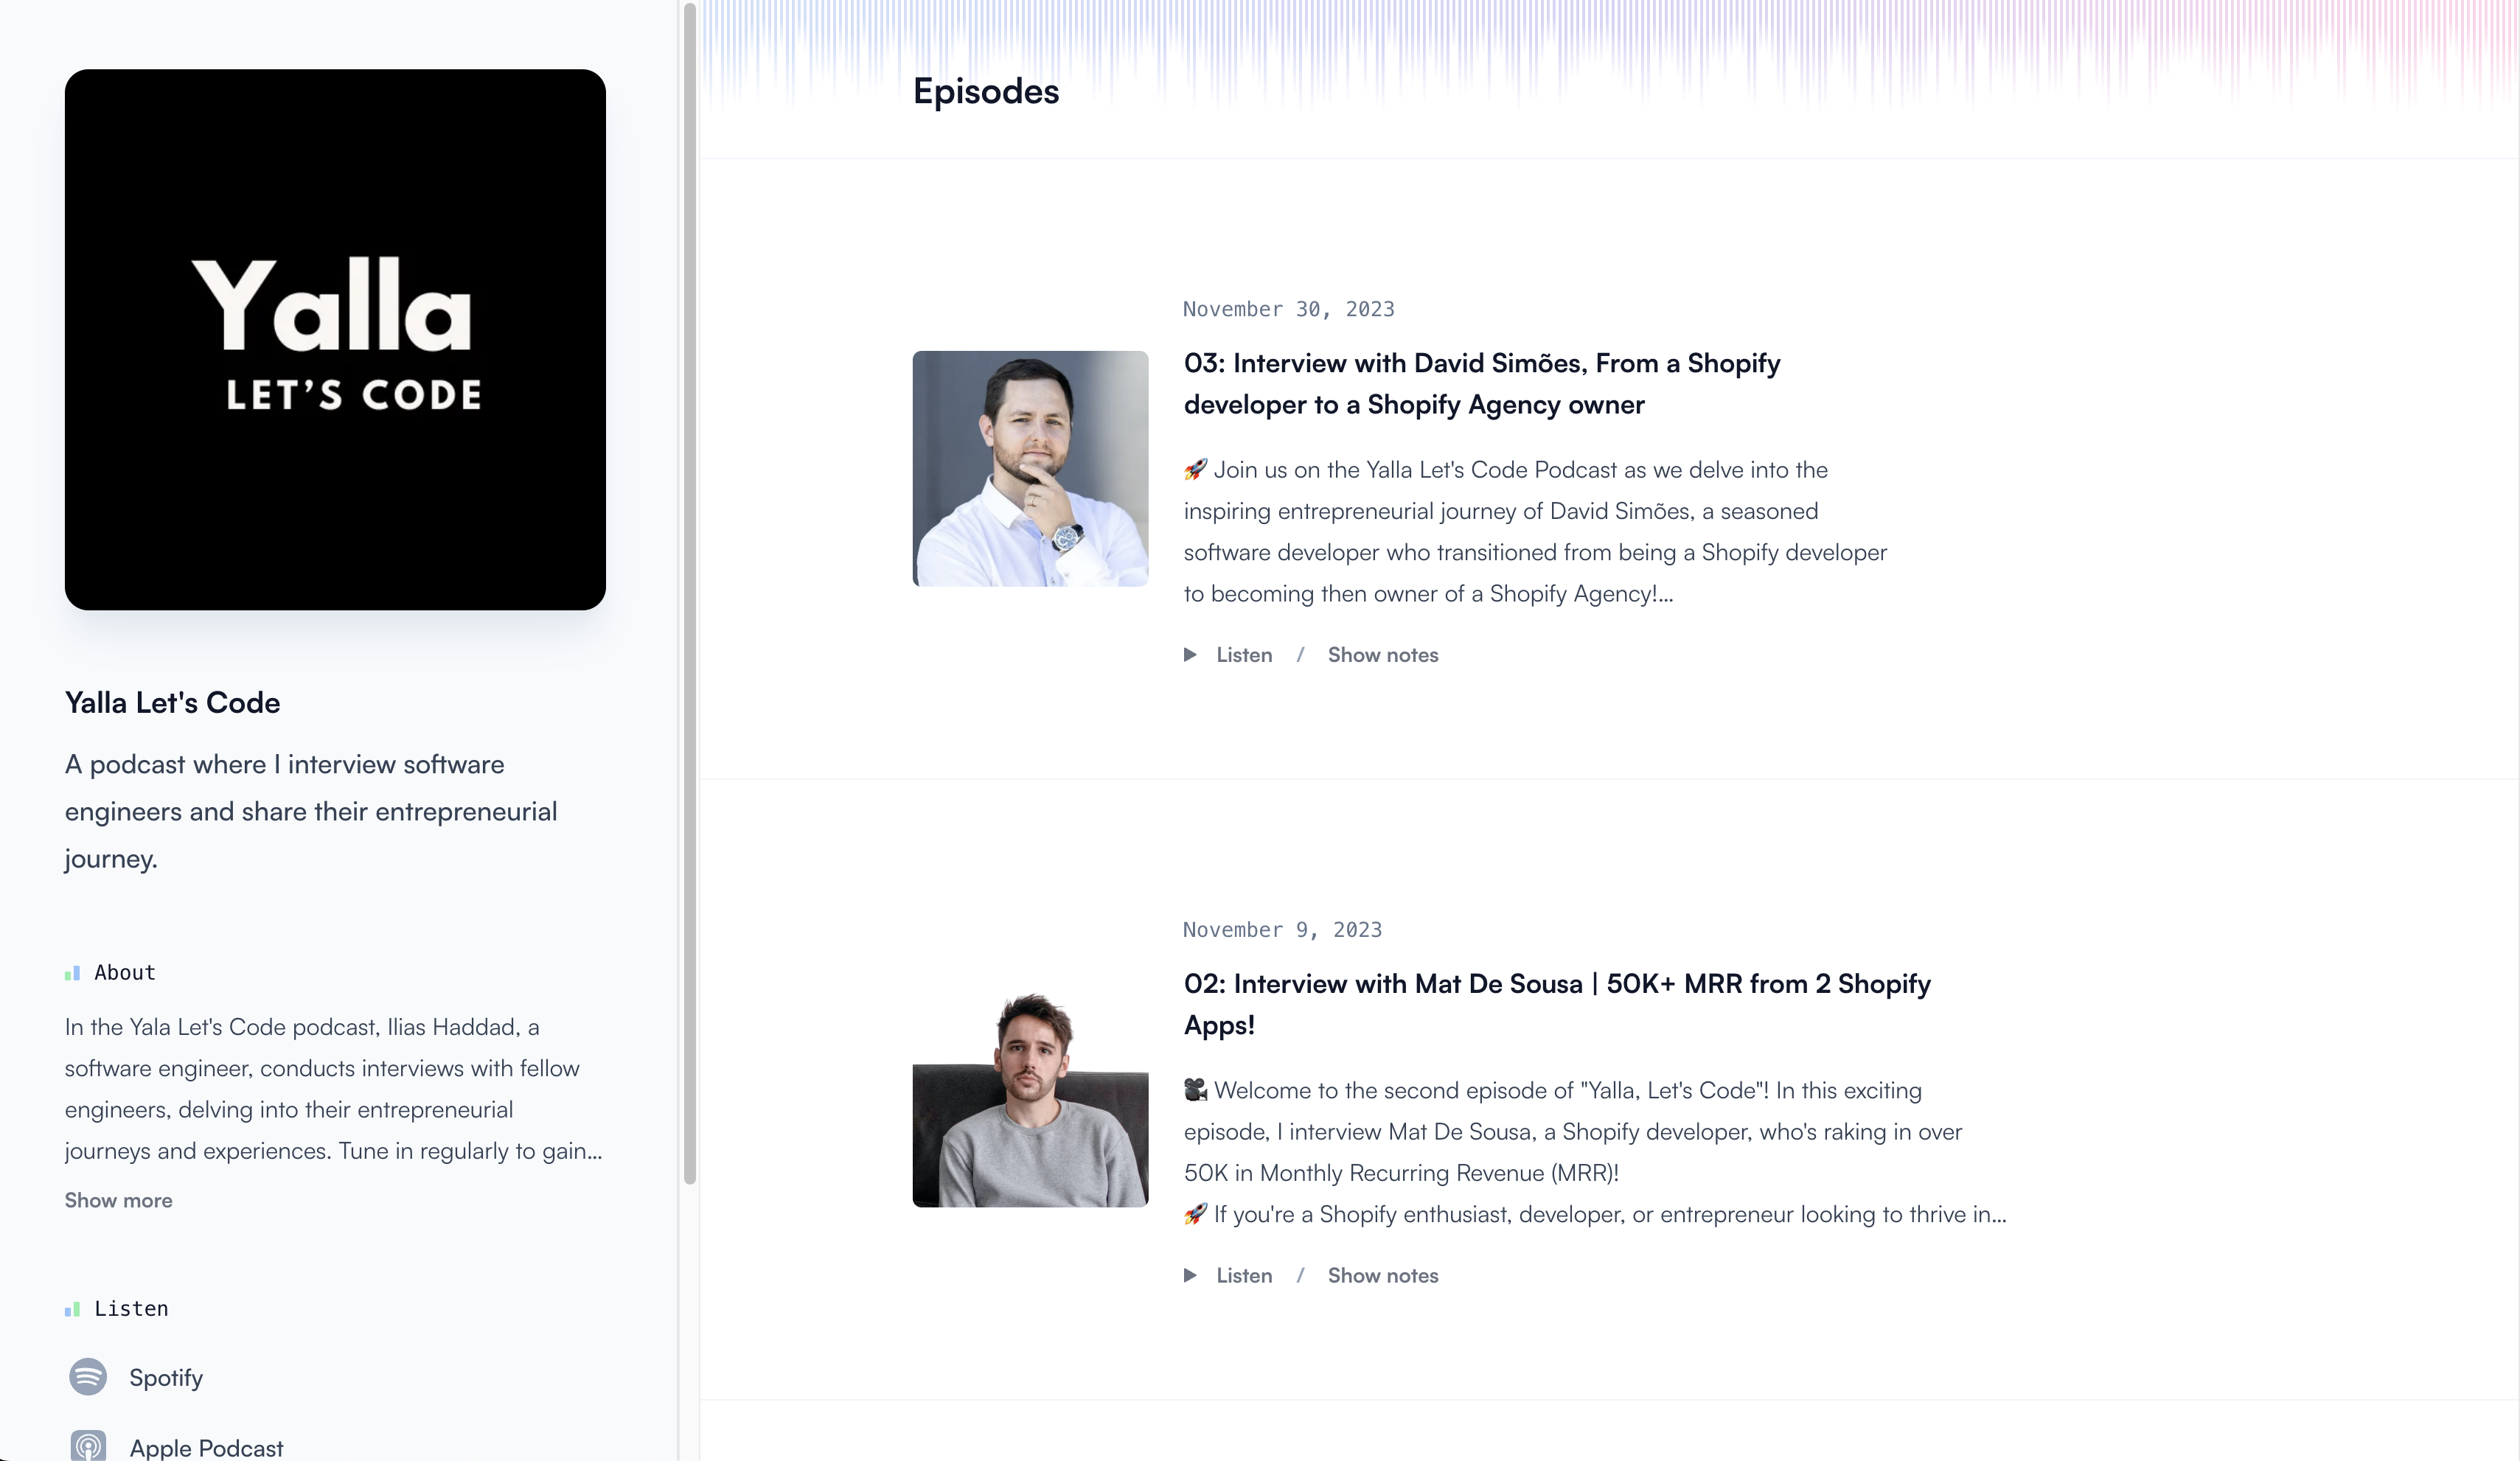 Yalla
LET'S CODE
Yalla Let's Code
A podcast where I interview software
engineers and share their entrepreneurial
journey.
About
In the Yala Let's Code podcast, Ilias Haddad, a
software engineer, conducts interviews with fellow
engineers, delving into their entrepreneurial
journeys and experiences. Tune in regularly to gain...
Show more
Listen
Spotify
Apple Podcast
Episodes
November 30, 2023
03: Interview with David Simões, From a Shopify
developer to a Shopify Agency owner
🚀 Join us on the Yalla Let's Code Podcast as we delve into the
inspiring entrepreneurial journey of David Simões, a seasoned
software developer who transitioned from being a Shopify developer
to becoming then owner of a Shopify Agency!...
Listen / Show notes
November 9, 2023
02: Interview with Mat De Sousa | 50K+ MRR from 2 Shopify
Apps!
🎥 Welcome to the second episode of "Yalla, Let's Code"! In this exciting
episode, I interview Mat De Sousa, a Shopify developer, who's raking in over
50K in Monthly Recurring Revenue (MRR)!
🚀 If you're a Shopify enthusiast, developer, or entrepreneur looking to thrive in...
Listen / Show notes